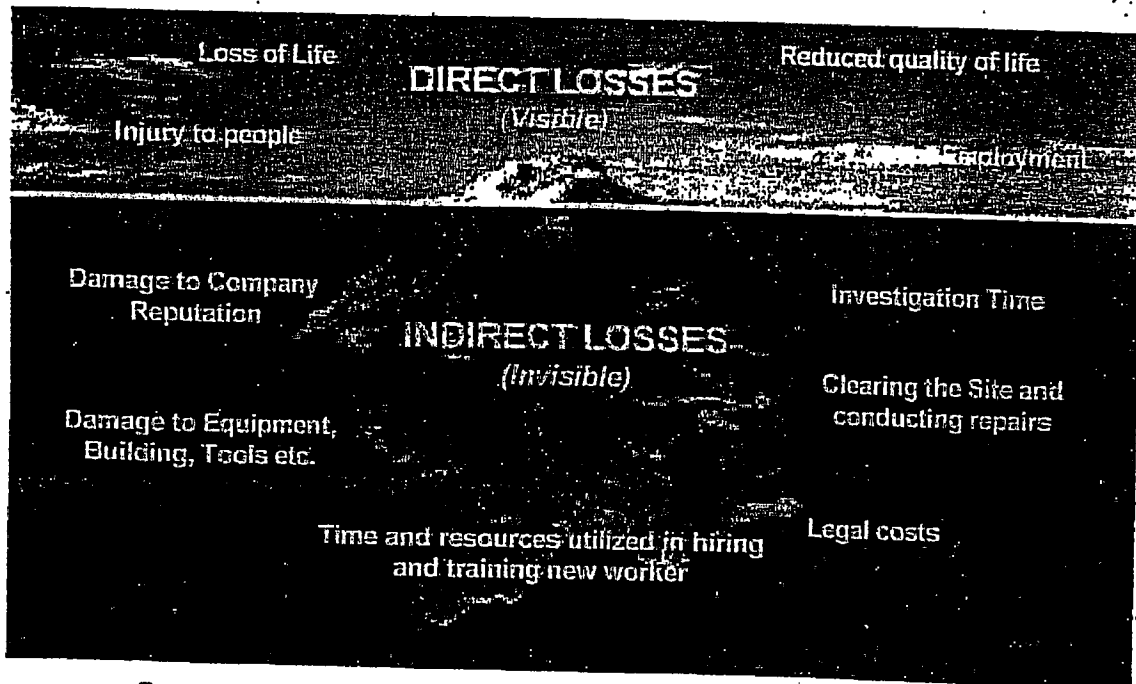 Loss of Life
Reduced quality of life
DIRECT LOSSES
(Visible)
Injury to people
Employment
Damage to Company
Reputation
Investigation Time
INDIRECT LOSSES
(Invisible)
Clearing the Site and
conducting repairs
Damage to Equipment,
Building, Tools etc.
Legal costs
Time and resources utilized in hiring
and training new worker